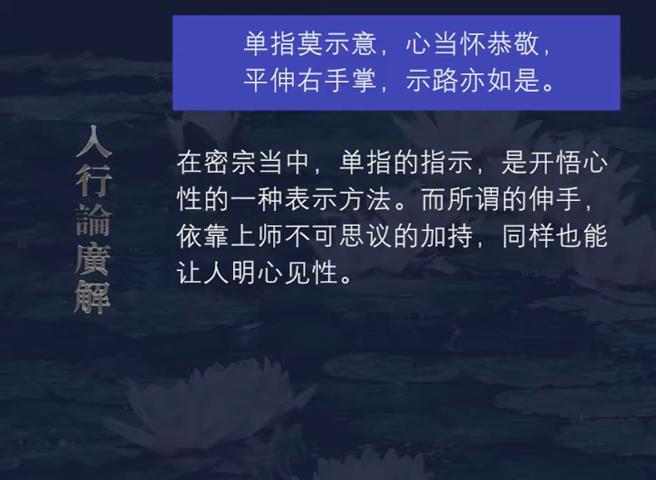 单指莫示意，心当怀恭敬，
平伸右手掌，示路亦如是。
入行論廣解
在密宗当中，单指的指示，是开悟心
性的一种表示方法。而所谓的伸手，
依靠上师不可思议的加持，同样也能
让人明心见性。